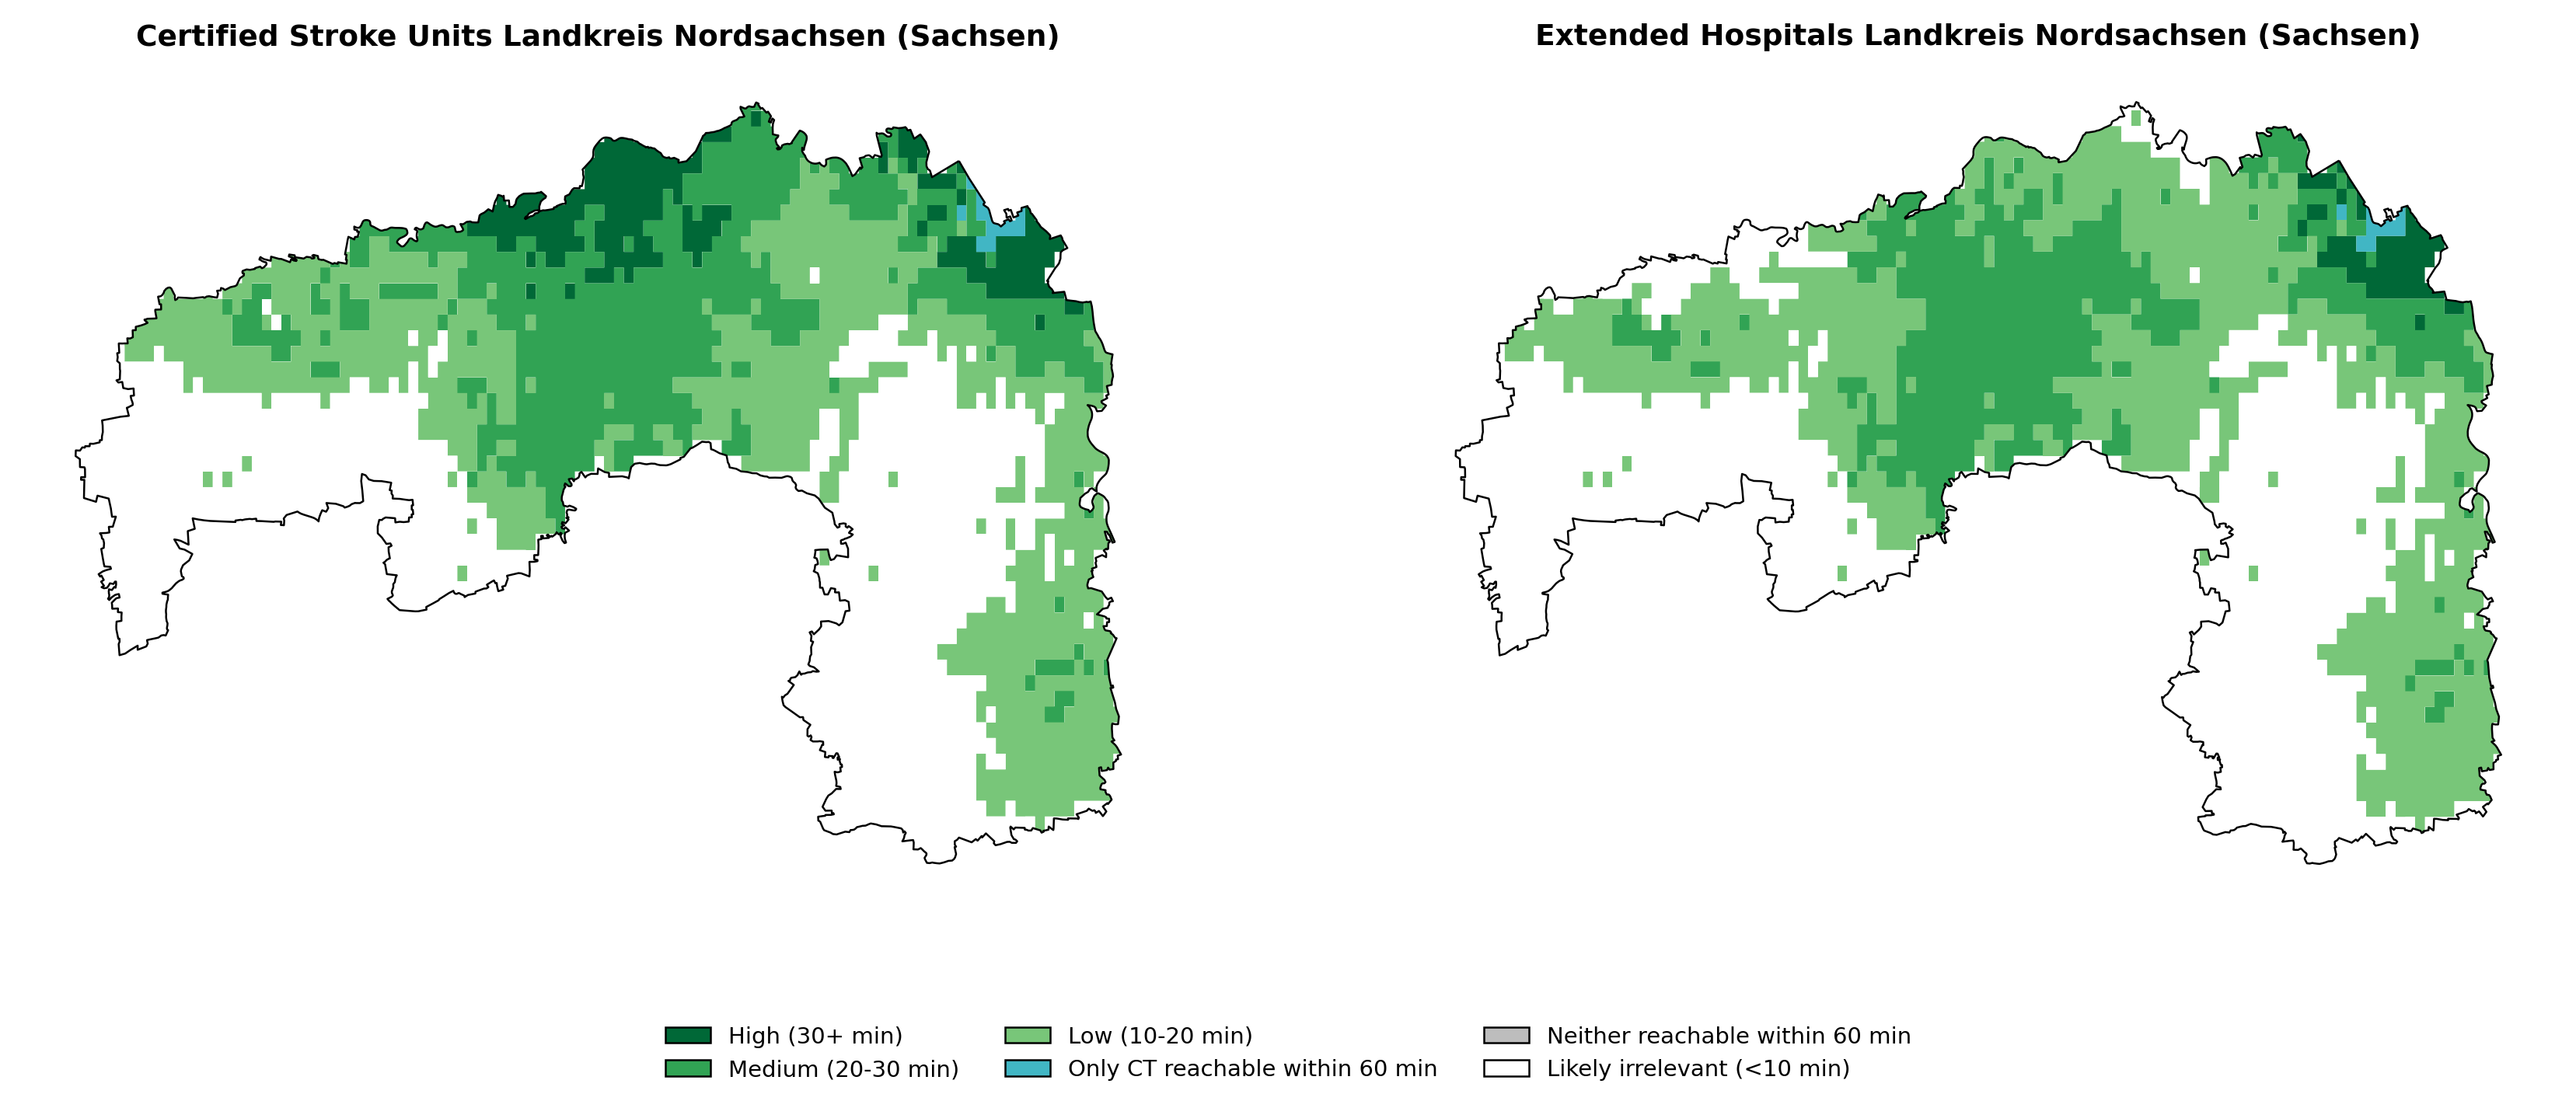 Certified Stroke Units Landkreis Nordsachsen (Sachsen)
Extended Hospitals Landkreis Nordsachsen (Sachsen)
High (30+ min)
Medium (20-30 min)
Low (10-20 min)
Only CT reachable within 60 min
Neither reachable within 60 min
Likely irrelevant (<10 min)